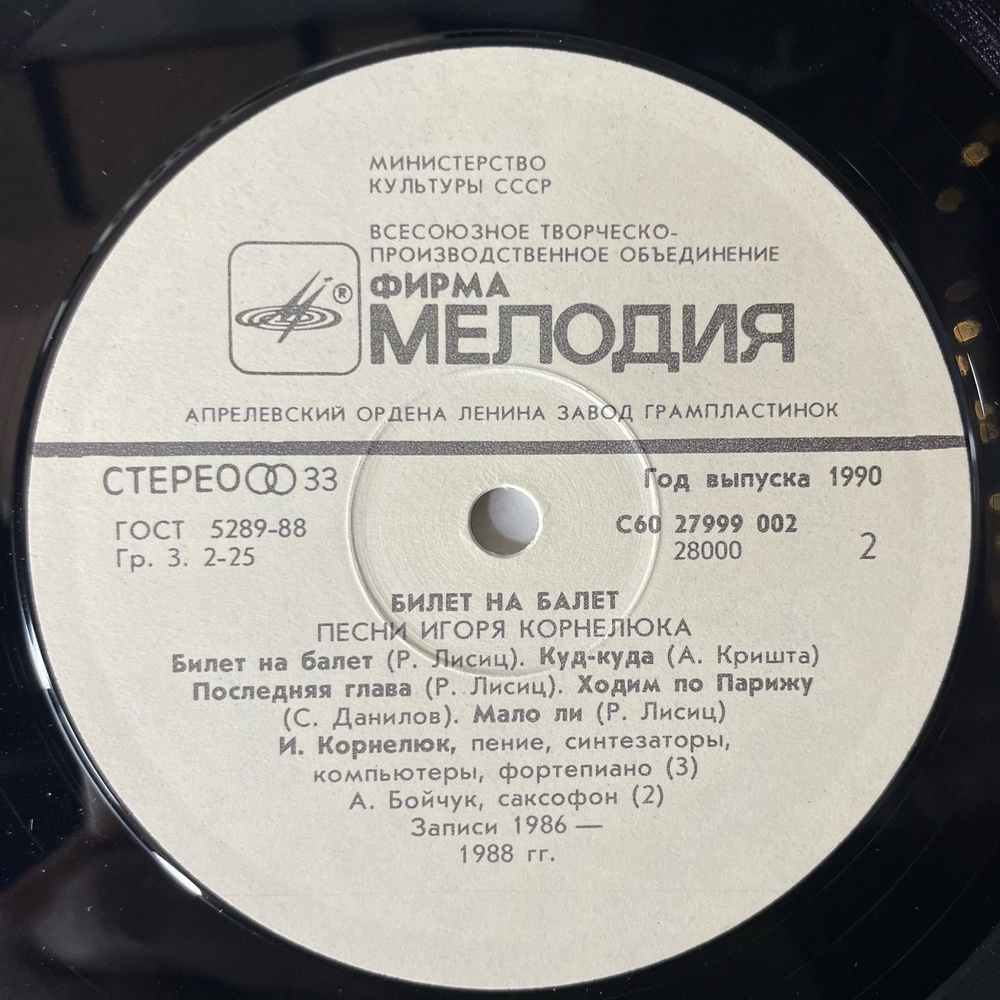 МИНИСТЕРСТВО
КУЛЬТУРЫ СССР
ВСЕСОЮЗНОЕ ТВОРЧЕСКО-
ПРОИЗВОДСТВЕННОЕ ОБЪЕДИНЕНИЕ
ФИРМА
®
МЕЛОДИЯ
АПРЕЛЕВСКИЙ ОРДЕНА ЛЕНИНА ЗАВОД ГРАМПЛАСТИНОК
СТЕРЕО 33
Год выпуска 1990
ГОСТ 5289-88
С60 27999 002
Гр. 3. 2-25
28000
2
БИЛЕТ НА БАЛЕТ
ПЕСНИ ИГОРЯ КОРНЕЛЮКА
Билет на балет (Р. Лисиц). Куд-куда (А. Кришта)
Последняя глава (Р. Лисиц). Ходим по Парижу
(С. Данилов). Мало ли (Р. Лисиц)
И. Корнелюк, пение, синтезаторы,
компьютеры, фортепиано (3)
А. Бойчук, саксофон (2)
Записи 1986 —
1988 гг.